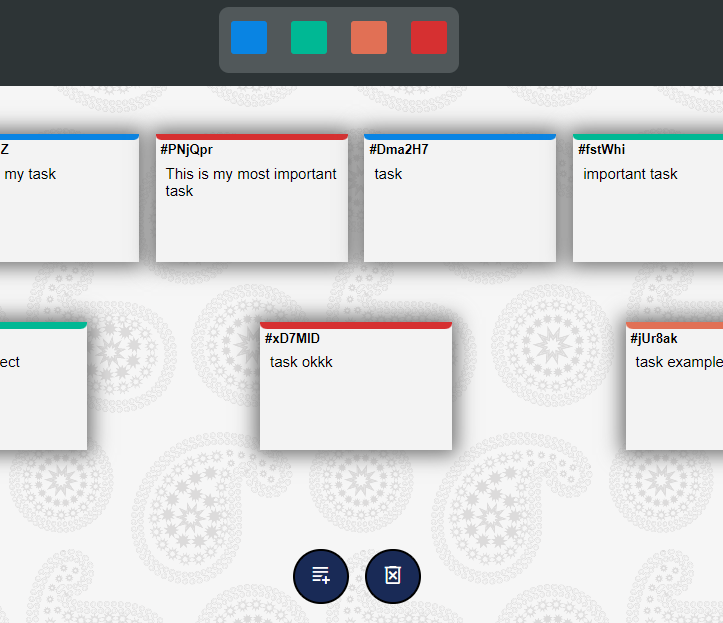 Z
my task
#PNjQpr
This is my most important
task
#Dma2H7
task
#fstWhi
important task
ect
#xD7MID
task okkk
#jUr8ak
task example